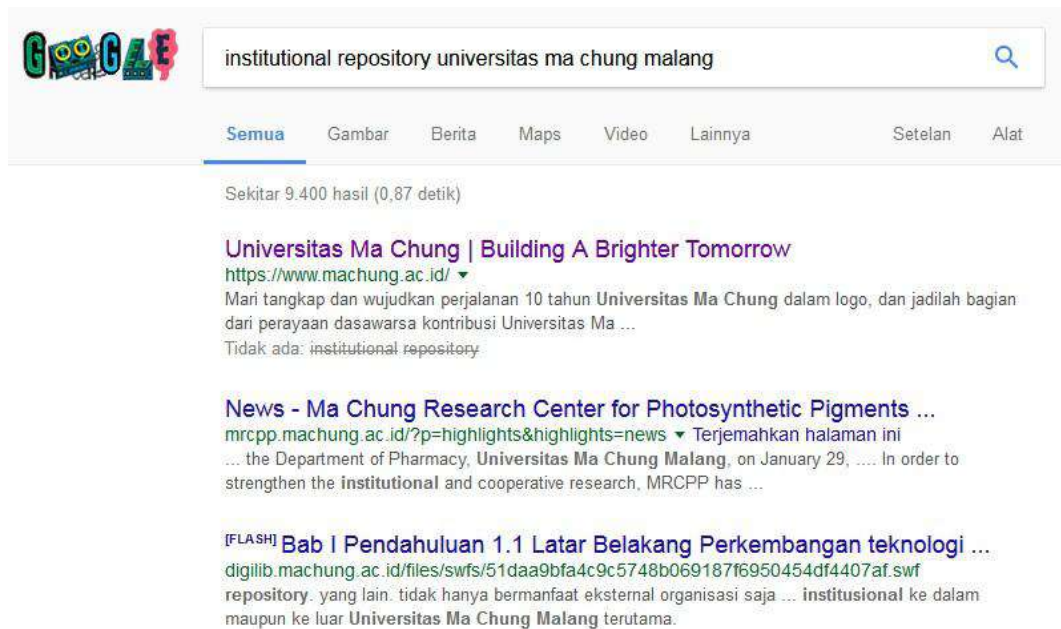 GOOGLE
institutional repository universitas ma chung malang
Semua Gambar Berita Maps Video Lainnya Setelan Alat
Sekitar 9.400 hasil (0,87 detik)
Universitas Ma Chung | Building A Brighter Tomorrow
https://www.machung.ac.id/
Mari tangkap dan wujudkan perjalanan 10 tahun Universitas Ma Chung dalam logo, dan jadilah bagian
dari perayaan dasawarsa kontribusi Universitas Ma ...
Tidak ada: institutional repository
News - Ma Chung Research Center for Photosynthetic Pigments ...
mrcpp.machung.ac.id/?p=highlights&highlights=news Terjemahkan halaman ini
... the Department of Pharmacy, Universitas Ma Chung Malang, on January 29, .... In order to
strengthen the institutional and cooperative research, MRCPP has ...
[FLASH] Bab I Pendahuluan 1.1 Latar Belakang Perkembangan teknologi ...
digilib.machung.ac.id/files/swfs/51daa9bfa4c9c5748b069187f6950454df4407af.swf
repository. yang lain. tidak hanya bermanfaat eksternal organisasi saja ... institusional ke dalam
maupun ke luar Universitas Ma Chung Malang terutama.